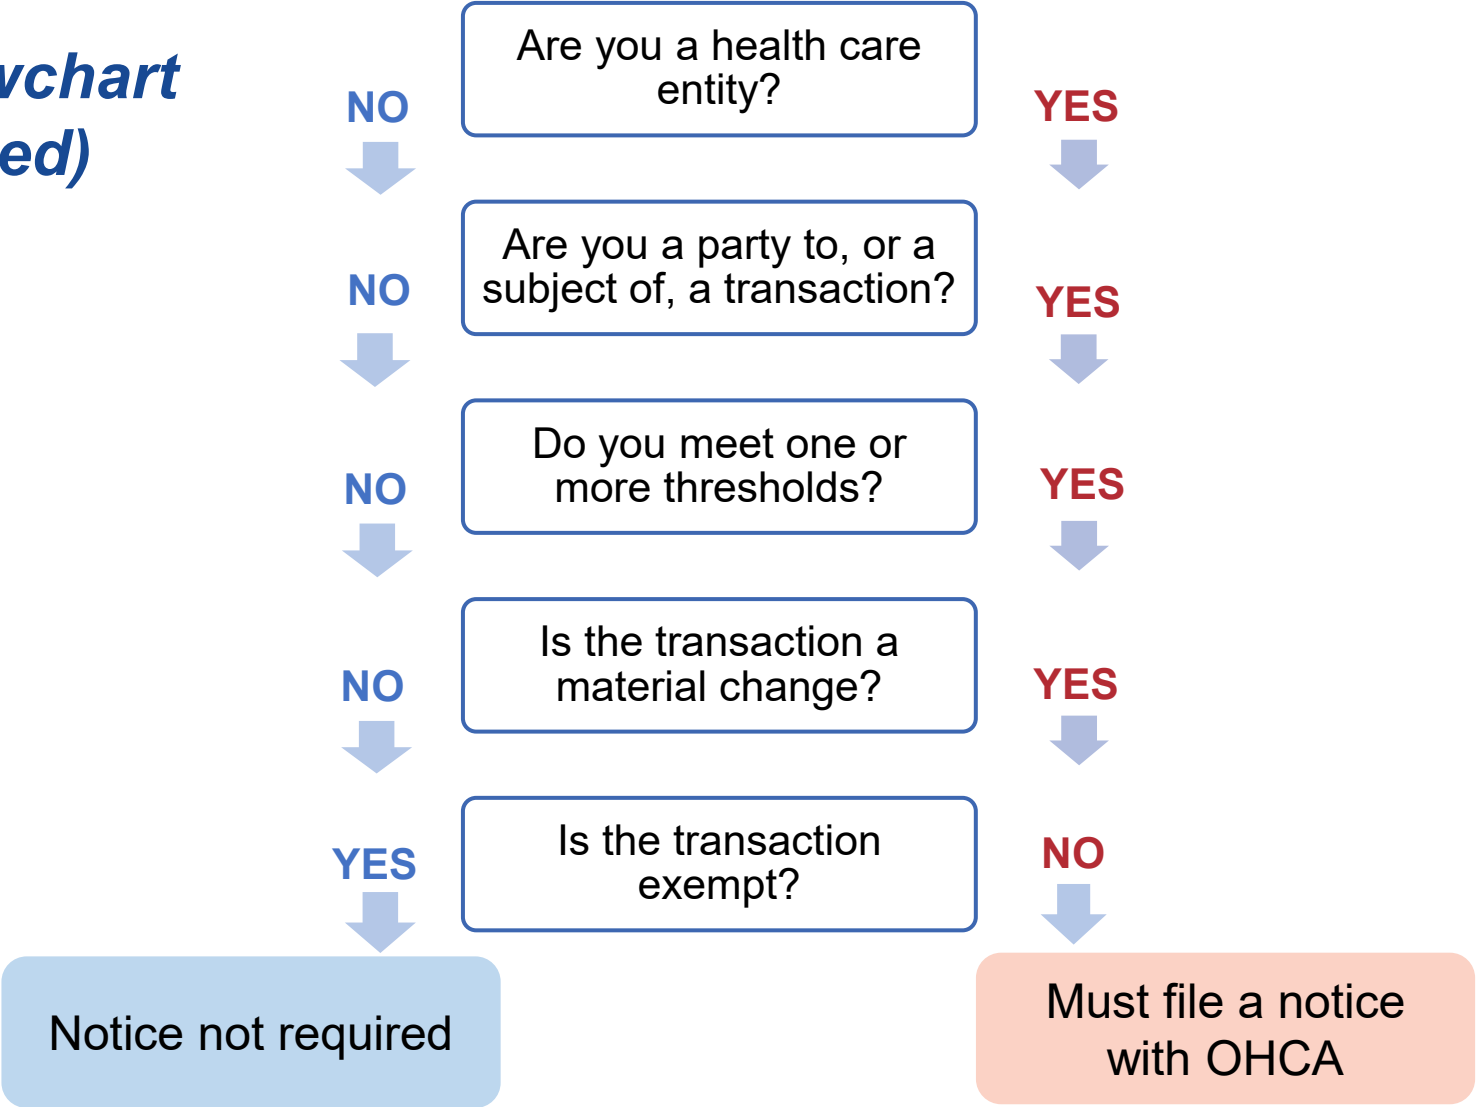 wchart
ed)
Are you a health care
entity?
NO
YES
Are you a party to, or a
subject of, a transaction?
NO
YES
Do you meet one or
more thresholds?
NO
YES
Is the transaction a
material change?
NO
YES
Is the transaction
exempt?
YES
NO
Notice not required
Must file a notice
with OHCA